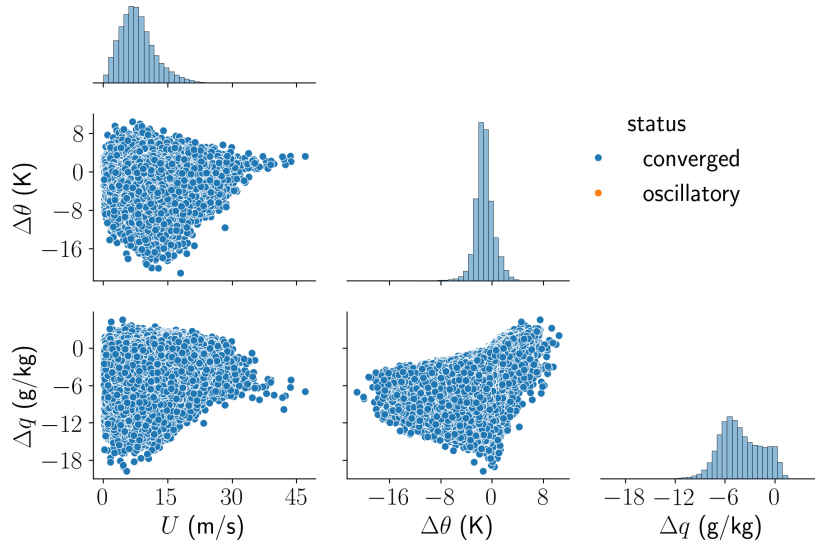 status
converged
oscillatory
8
0
−8
−16
Δθ (K)
0
−6
−12
−18
Δq (g/kg)
0 15 30 45
U (m/s)
−16 −8 0 8
Δθ (K)
−18 −12 −6 0
Δq (g/kg)